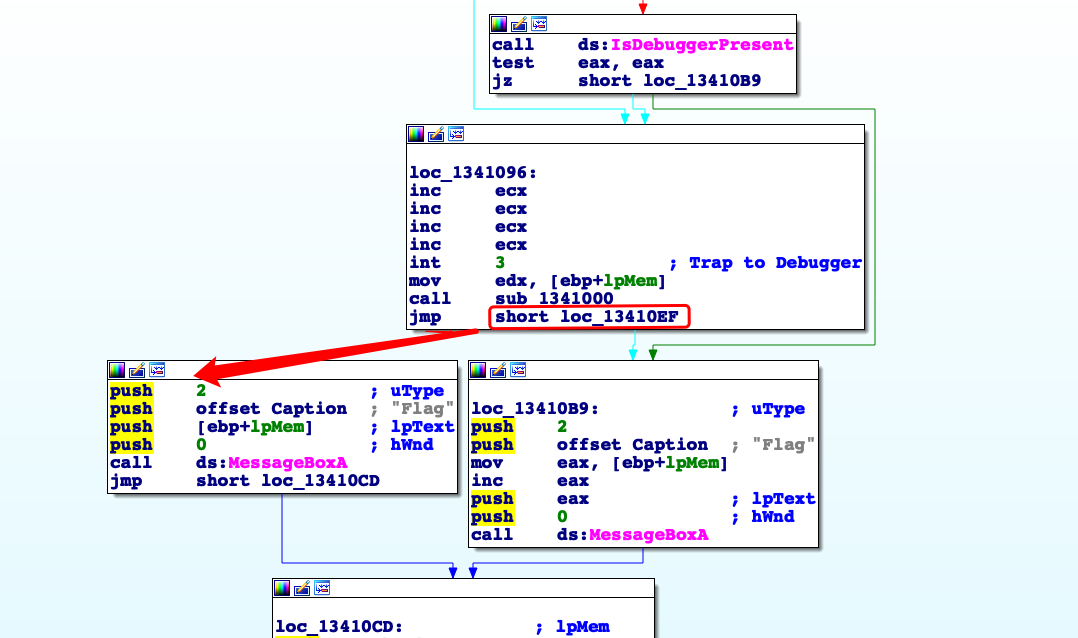 call ds:IsDebuggerPresent
test eax, eax
jz short loc_13410B9
loc_1341096:
inc ecx
inc ecx
inc ecx
inc ecx
int 3 ; Trap to Debugger
mov edx, [ebp+lpMem]
call sub_1341000
jmp short loc_13410EF
push 2 ; uType
push offset Caption ; "Flag"
push [ebp+lpMem] ; lpText
push 0 ; hWnd
call ds:MessageBoxA
jmp short loc_13410CD
loc_13410B9: ; uType
push 2
push offset Caption ; "Flag"
mov eax, [ebp+lpMem]
inc eax
push eax ; lpText
push 0 ; hWnd
call ds:MessageBoxA
loc_13410CD: ; lpMem